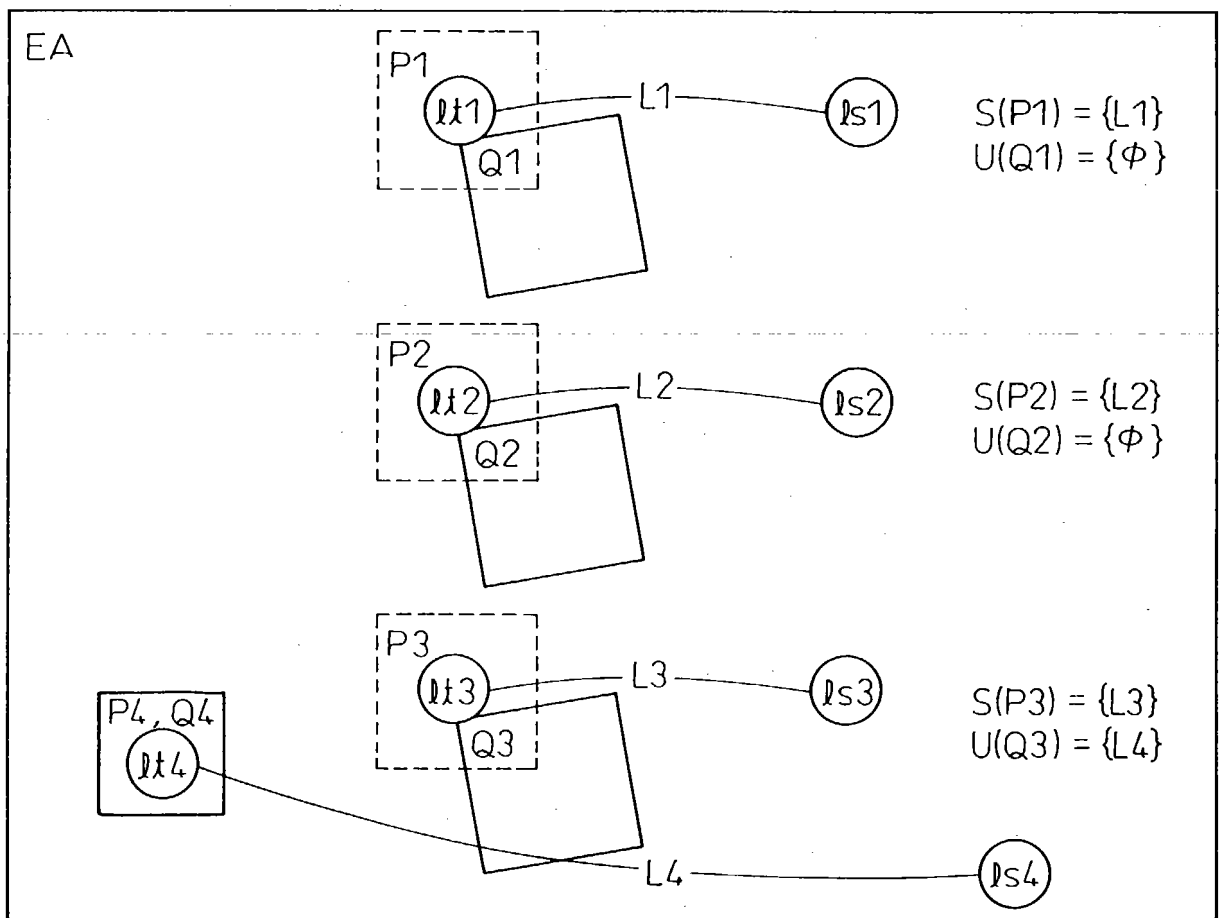 EA
P1
lt1
L1
ls1
S(P1) = {L1}
U(Q1) = {Φ}
Q1
P2
lt2
L2
ls2
S(P2) = {L2}
U(Q2) = {Φ}
Q2
P3
lt3
L3
ls3
S(P3) = {L3}
U(Q3) = {L4}
Q3
P4, Q4
lt4
L4
ls4